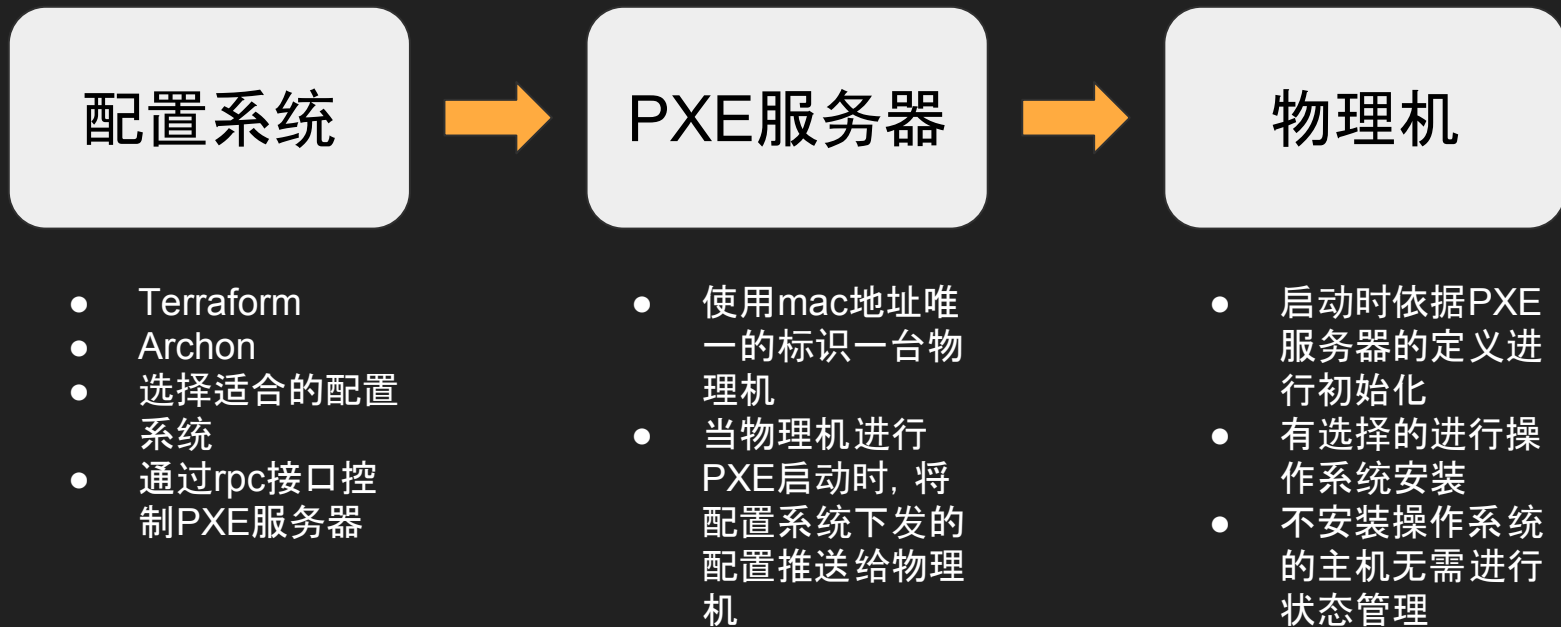 配置系统
PXE服务器
物理机
● Terraform
● Archon
● 选择适合的配置
系统
● 通过rpc接口控
制PXE服务器
● 使用mac地址唯
一的标识一台物
理机
● 当物理机进行
PXE启动时，将
配置系统下发的
配置推送给物理
机
● 启动时依据PXE
服务器的定义进
行初始化
● 有选择的进行操
作系统安装
● 不安装操作系统
的主机无需进行
状态管理